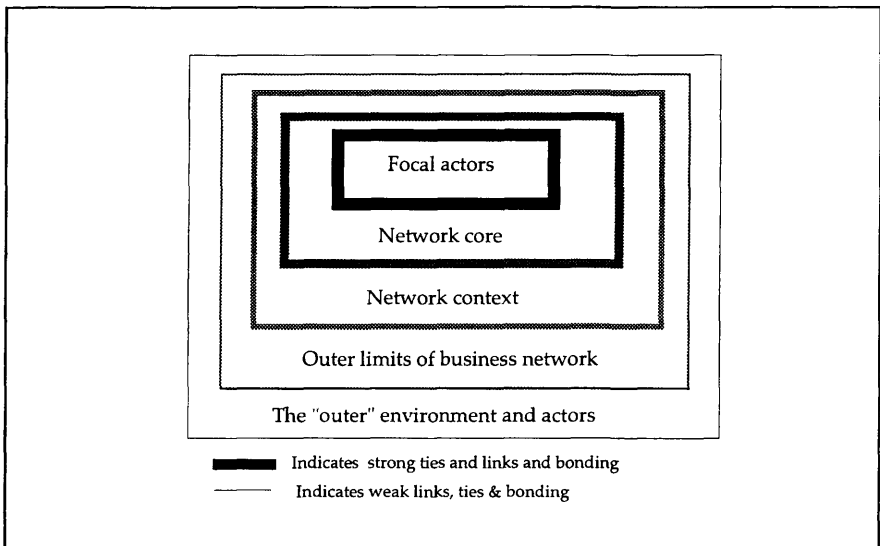 Focal actors
Network core
Network context
Outer limits of business network
The "outer" environment and actors
Indicates strong ties and links and bonding
Indicates weak links, ties & bonding